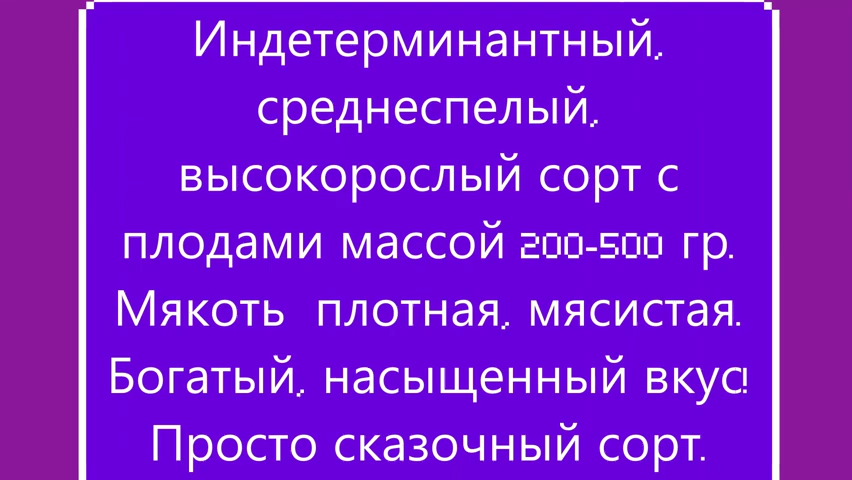 Индетерминантный,
среднеспелый,
высокорослый сорт с
плодами массой 200-500 гр.
Мякоть плотная, мясистая.
Богатый, насыщенный вкус!
Просто сказочный сорт.